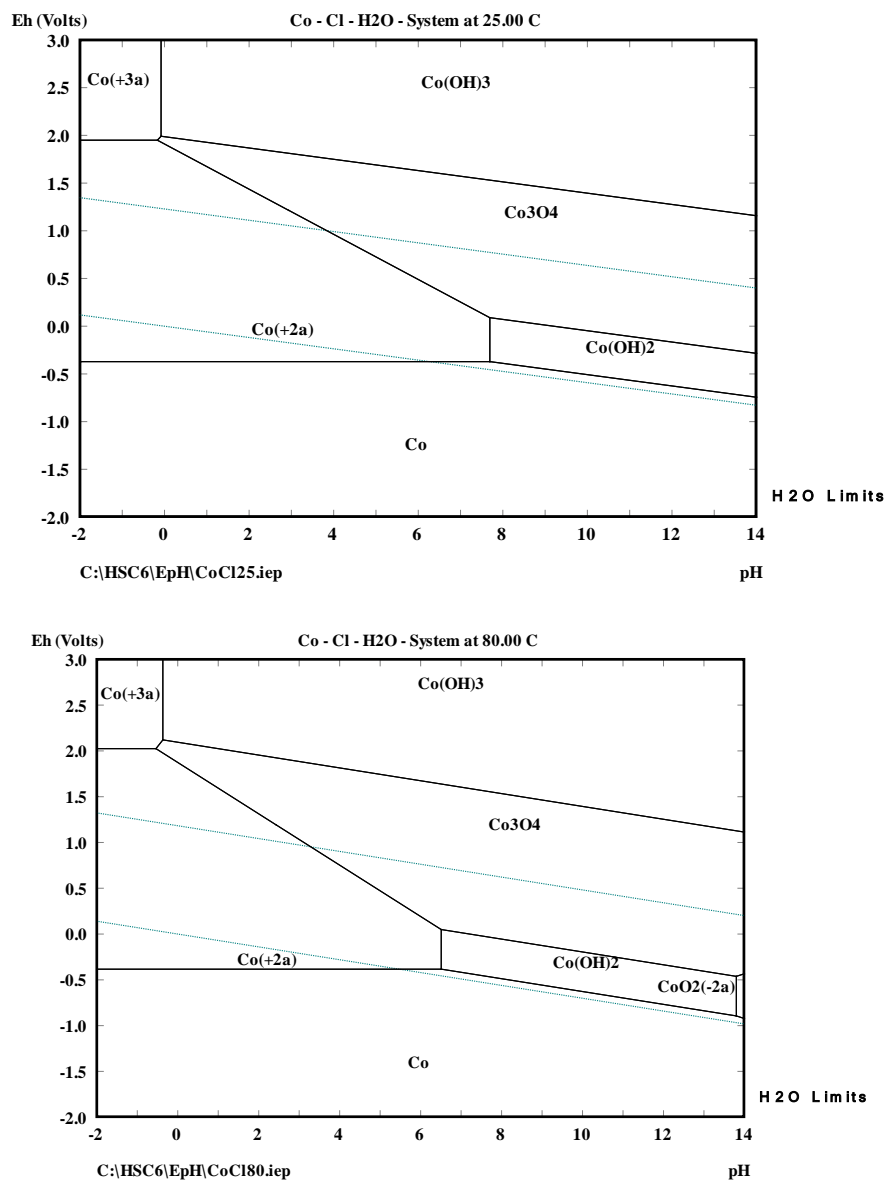 Eh (Volts) Co - Cl - H2O - System at 25.00 C
3.0
Co(+3a) Co(OH)3
2.5
2.0
1.5
Co3O4
1.0
0.5
0.0
Co(+2a)
Co(OH)2
-0.5
-1.0
Co
-1.5
H2O Limits
-2.0
-2 0 2 4 6 8 10 12 14
C:\HSC6\EpH\CoCl25.iep pH
Eh (Volts) Co - Cl - H2O - System at 80.00 C
3.0
Co(+3a) Co(OH)3
2.5
2.0
1.5
Co3O4
1.0
0.5
0.0
Co(+2a) Co(OH)2
-0.5
CoO2(-2a)
-1.0
Co
-1.5
H2O Limits
-2.0
-2 0 2 4 6 8 10 12 14
C:\HSC6\EpH\CoCl80.iep pH